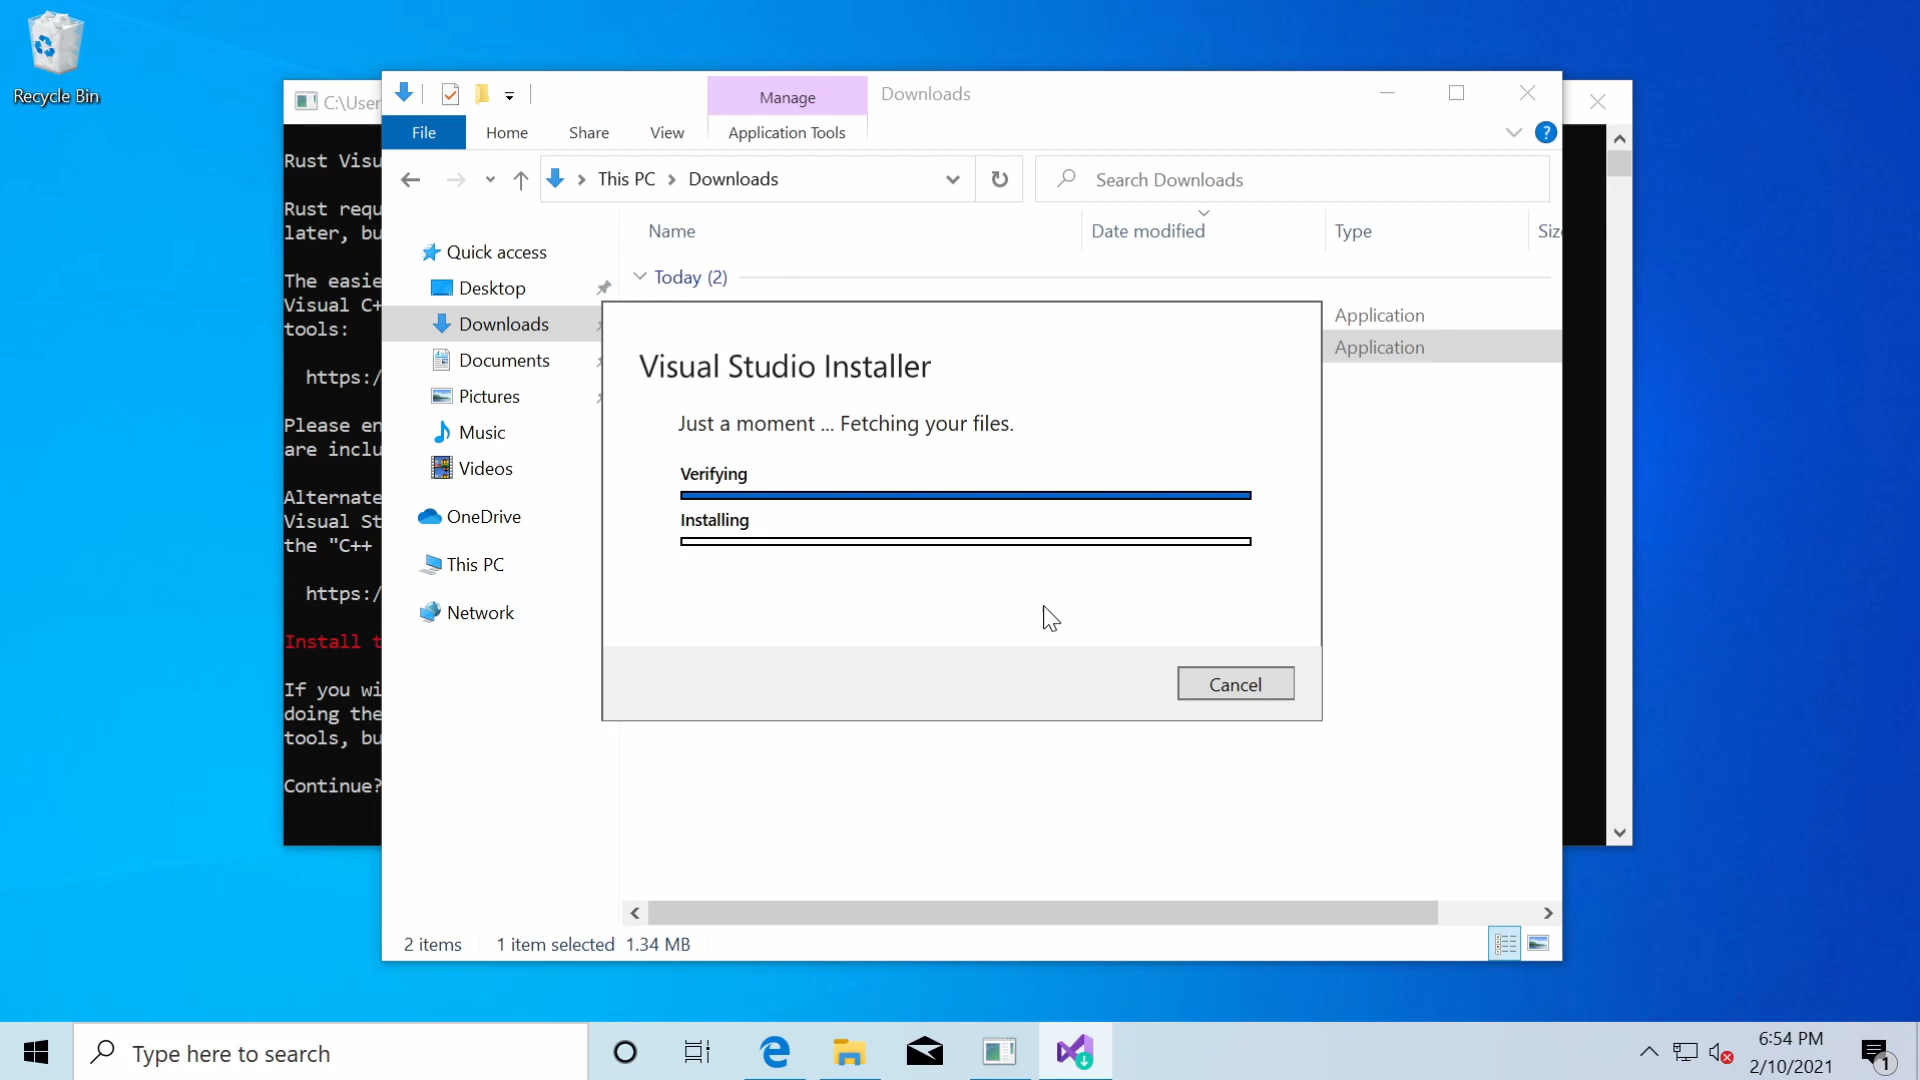 Recycle Bin
C:\User
Rust Visu
Rust requ
later, bu
The easie
Visual C+
tools:
https:/
Please en
are inclu
Alternate
Visual St
the "C++
https:/
Install t
If you wi
doing the
tools, bu
Continue?
Manage
Downloads
File
Home
Share
View
Application Tools
?
This PC
Downloads
Search Downloads
Name
Date modified
Type
Siz
Quick access
Desktop
Downloads
Documents
Pictures
Music
Videos
OneDrive
This PC
Network
Today (2)
Application
Application
Visual Studio Installer
Just a moment ... Fetching your files.
Verifying
Installing
Cancel
2 items
1 item selected 1.34 MB
Type here to search
6:54 PM
2/10/2021
1